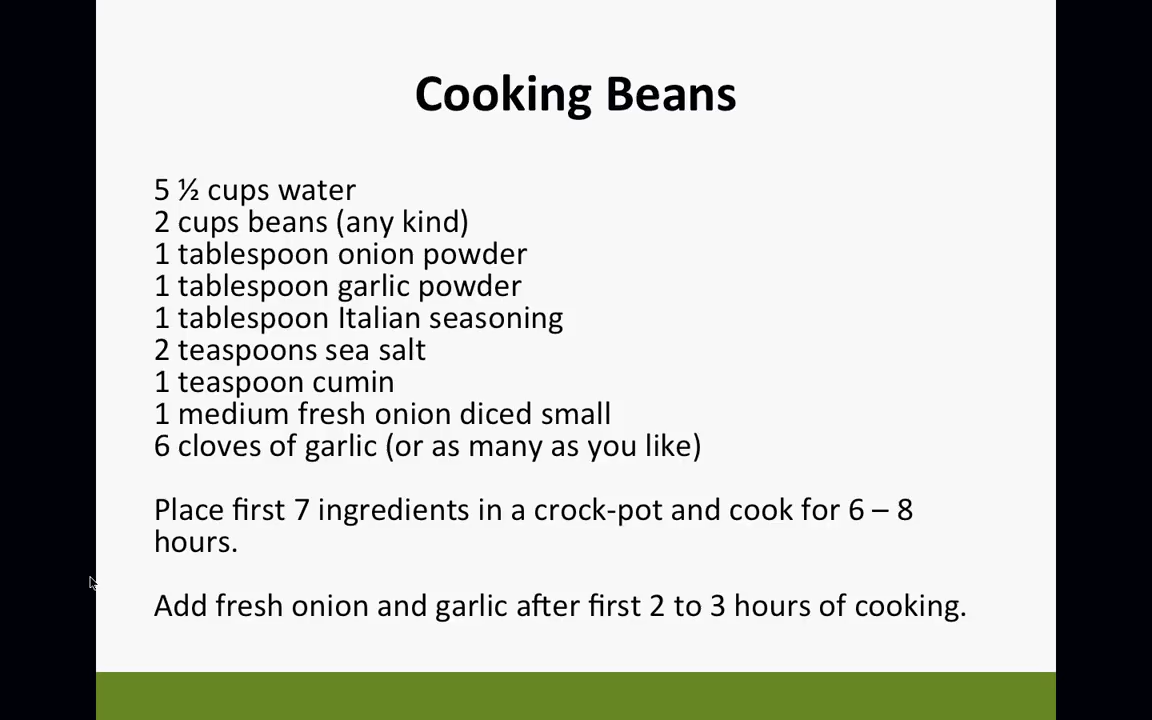 Cooking Beans
5 ½ cups water
2 cups beans (any kind)
1 tablespoon onion powder
1 tablespoon garlic powder
1 tablespoon Italian seasoning
2 teaspoons sea salt
1 teaspoon cumin
1 medium fresh onion diced small
6 cloves of garlic (or as many as you like)
Place first 7 ingredients in a crock-pot and cook for 6 – 8
hours.
Add fresh onion and garlic after first 2 to 3 hours of cooking.